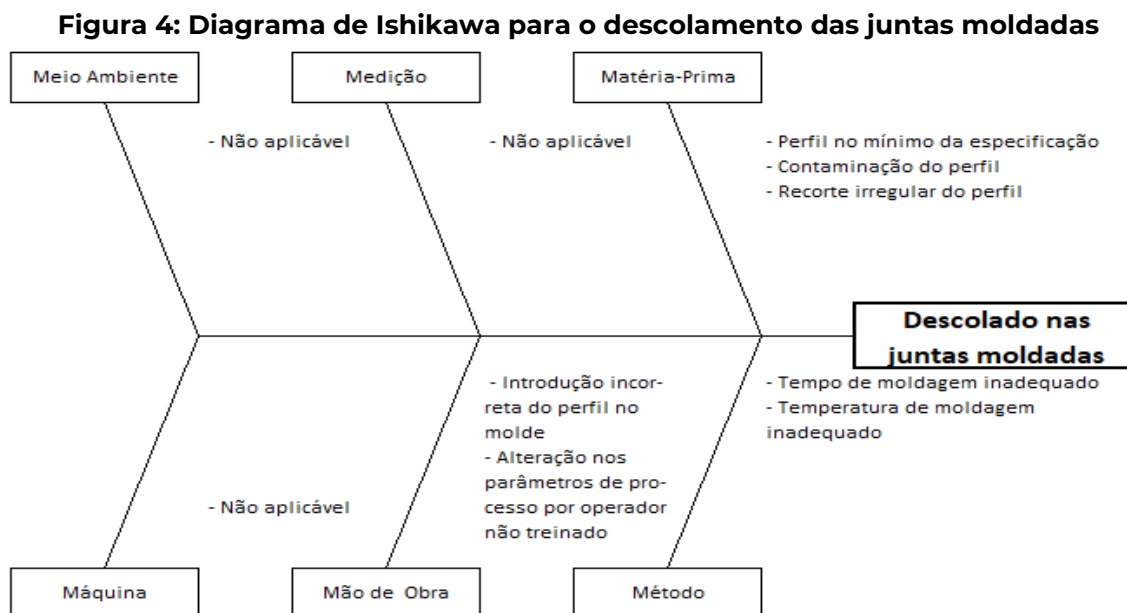 Figura 4: Diagrama de Ishikawa para o descolamento das juntas moldadas
Meio Ambiente
Medição
Matéria-Prima
- Não aplicável
- Não aplicável
- Perfil no mínimo da especificação
- Contaminação do perfil
- Recorte irregular do perfil
Descolado nas
juntas moldadas
- Introdução incor-
reta do perfil no
molde
- Alteração nos
parâmetros de pro-
cesso por operador
não treinado
- Tempo de moldagem inadequado
- Temperatura de moldagem
inadequado
- Não aplicável
Máquina
Mão de Obra
Método